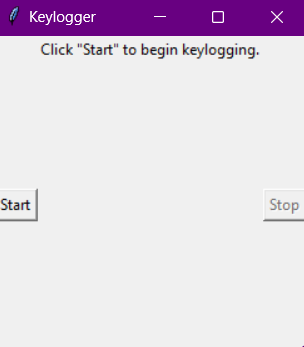 Keylogger
Click "Start" to begin keylogging.
Start
Stop